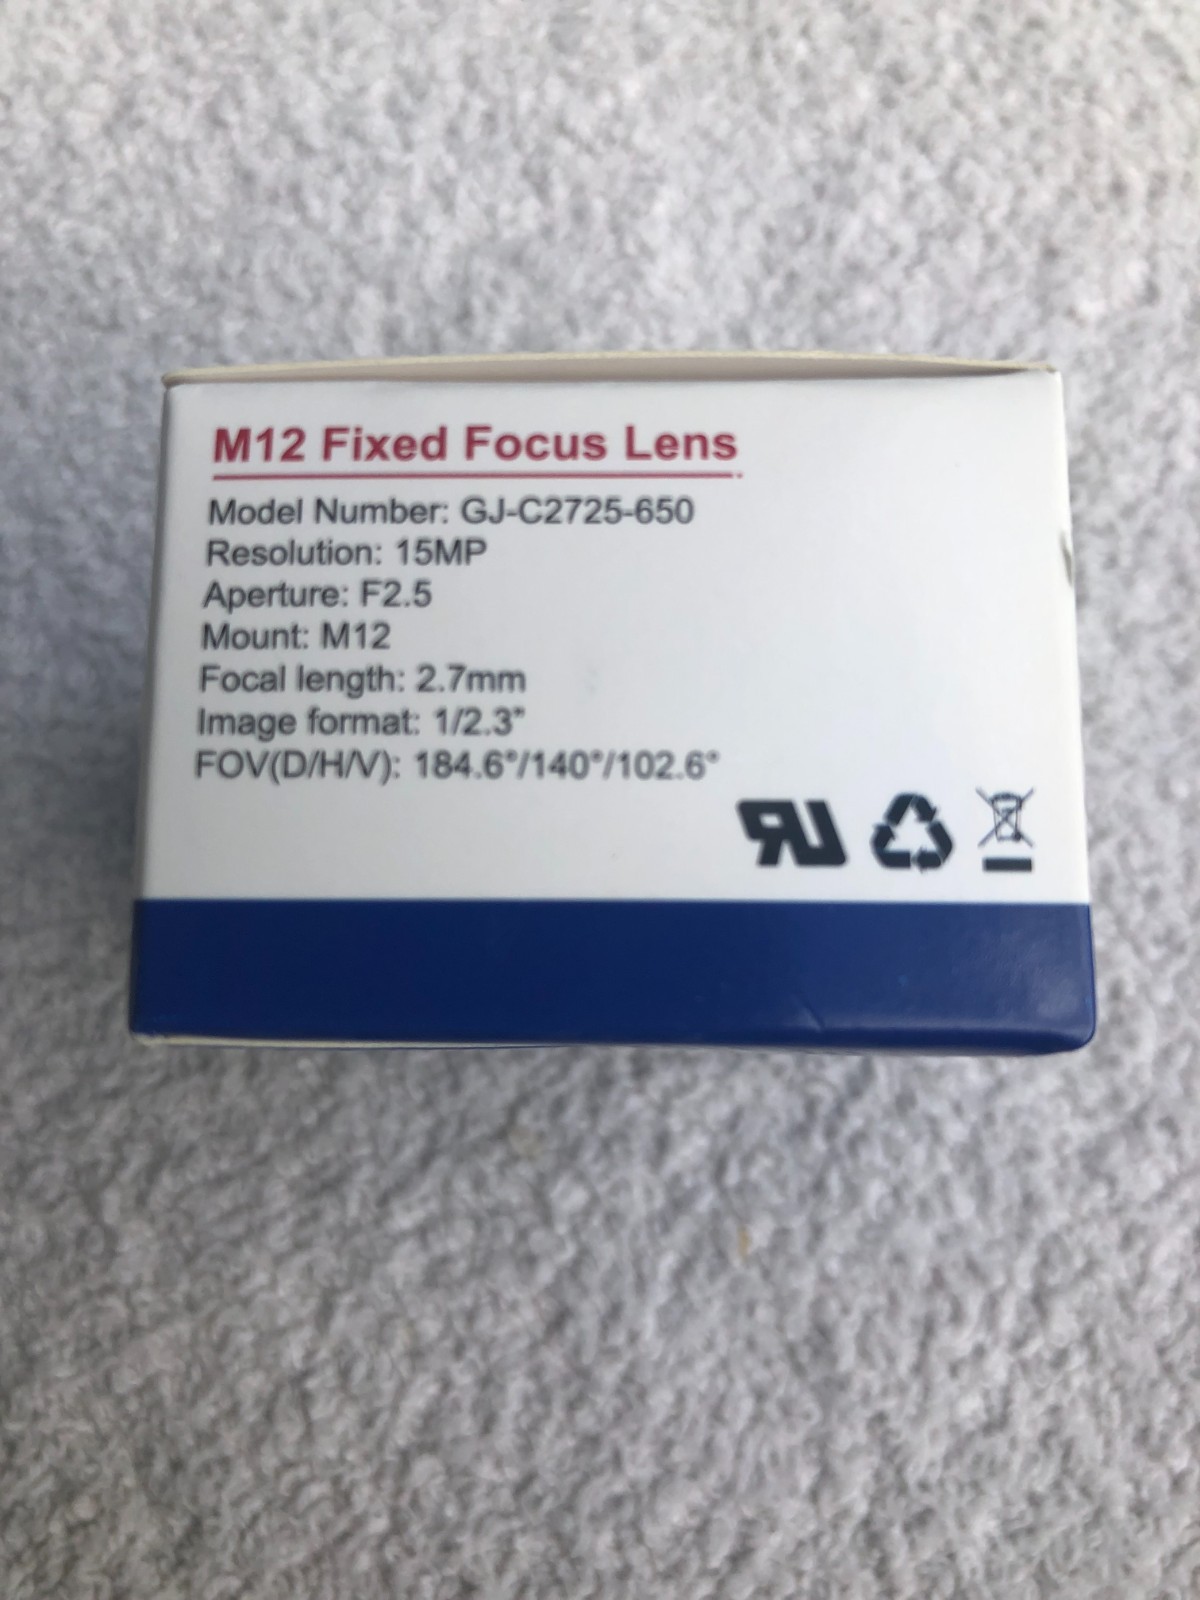 M12 Fixed Focus Lens
Model Number: GJ-C2725-650
Resolution: 15MP
Aperture: F2.5
Mount: M12
Focal length: 2.7mm
Image format: 1/2.3”
FOV(D/H/V): 184.6°/140°/102.6°